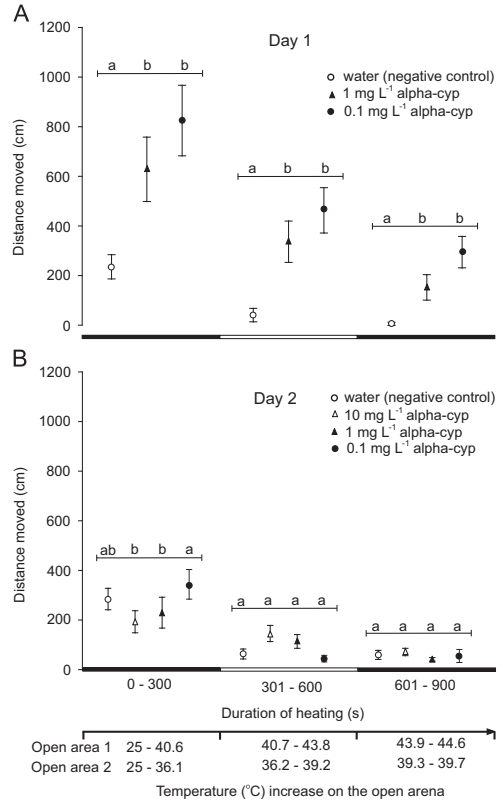 A
Day 1
1200
1000
800
600
400
200
0
Distance moved (cm)
water (negative control)
1 mg L⁻¹ alpha-cyp
0.1 mg L⁻¹ alpha-cyp
a b b
a b b
a b b
B
Day 2
1200
1000
800
600
400
200
0
Distance moved (cm)
water (negative control)
10 mg L⁻¹ alpha-cyp
1 mg L⁻¹ alpha-cyp
0.1 mg L⁻¹ alpha-cyp
ab b b a
a a a a
a a a a
0 - 300 301 - 600 601 - 900
Duration of heating (s)
Open area 1 25 - 40.6 40.7 - 43.8 43.9 - 44.6
Open area 2 25 - 36.1 36.2 - 39.2 39.3 - 39.7
Temperature (°C) increase on the open arena